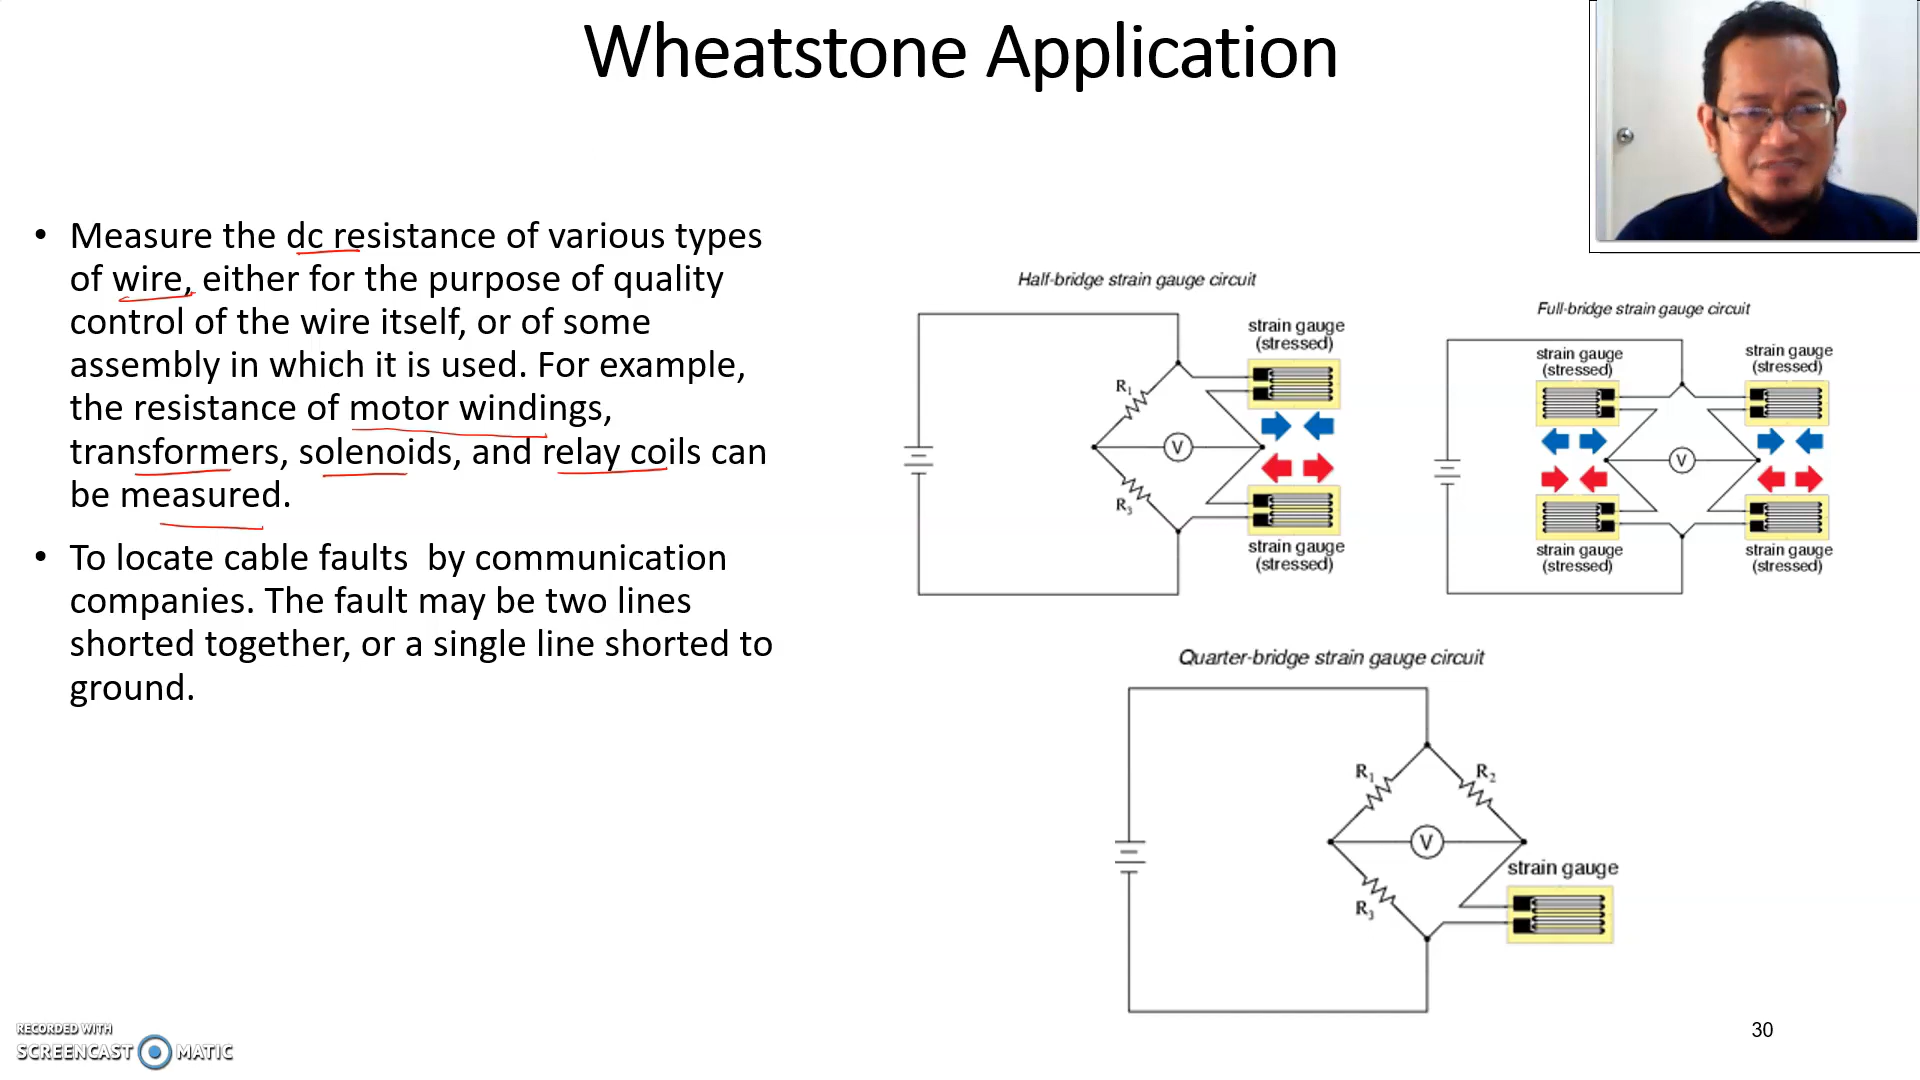 Wheatstone Application
• Measure the dc resistance of various types
of wire, either for the purpose of quality
control of the wire itself, or of some
assembly in which it is used. For example,
the resistance of motor windings,
transformers, solenoids, and relay coils can
be measured.
• To locate cable faults  by communication
companies. The fault may be two lines
shorted together, or a single line shorted to
ground.
Half-bridge strain gauge circuit
strain gauge
(stressed)
R1
V
R3
strain gauge
(stressed)
Full-bridge strain gauge circuit
strain gauge
(stressed)
strain gauge
(stressed)
V
strain gauge
(stressed)
strain gauge
(stressed)
Quarter-bridge strain gauge circuit
R1
R2
V
strain gauge
R3
30
RECORDED WITH
SCREENCAST MATIC